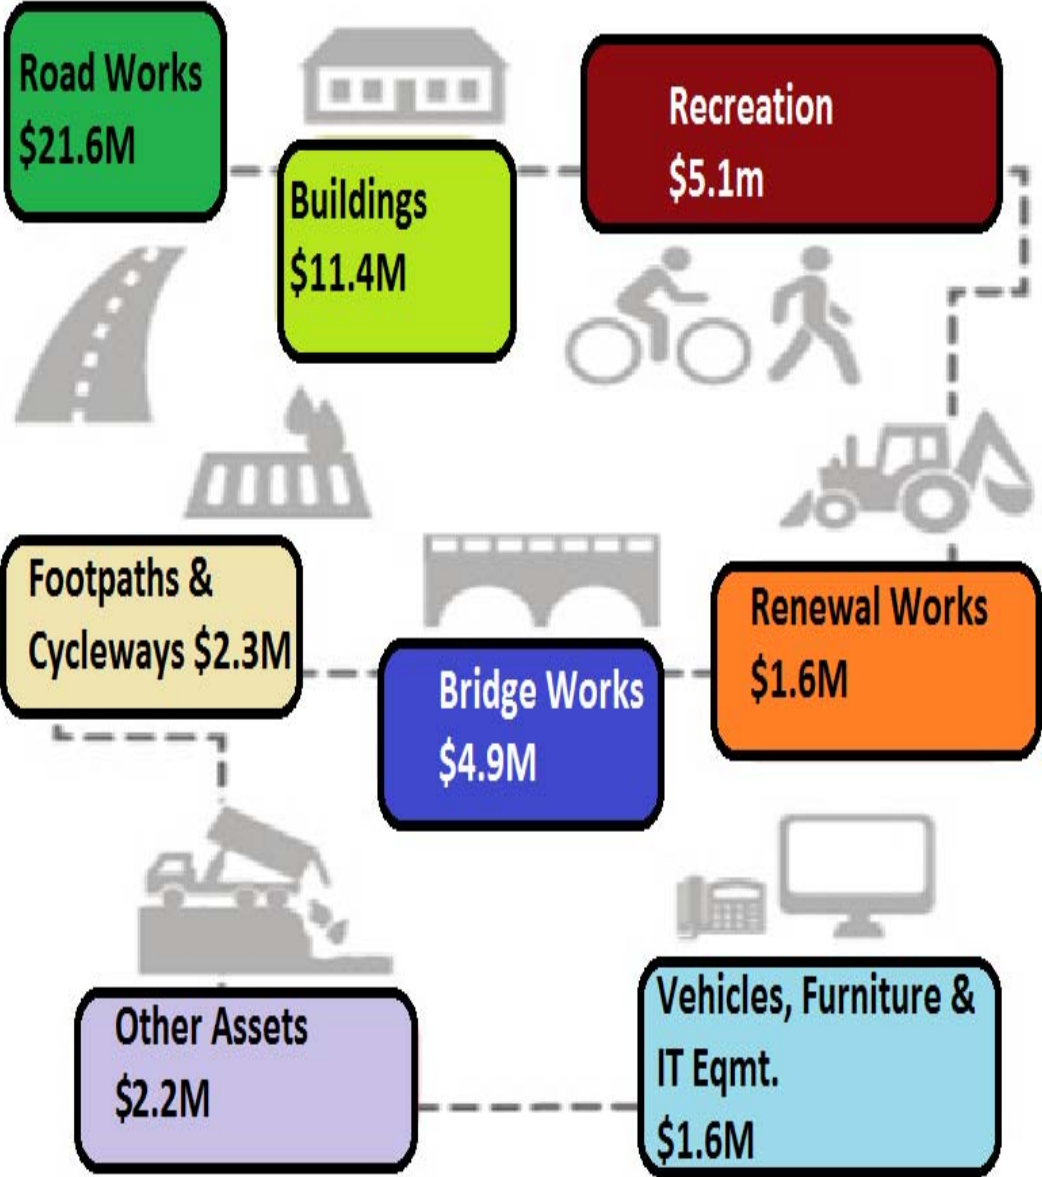 Road Works
$21.6M
Buildings
$11.4M
Recreation
$5.1m
Renewal Works
$1.6M
Bridge Works
$4.9M
Footpaths &
Cycleways $2.3M
Other Assets
$2.2M
Vehicles, Furniture &
IT Eqmt.
$1.6M